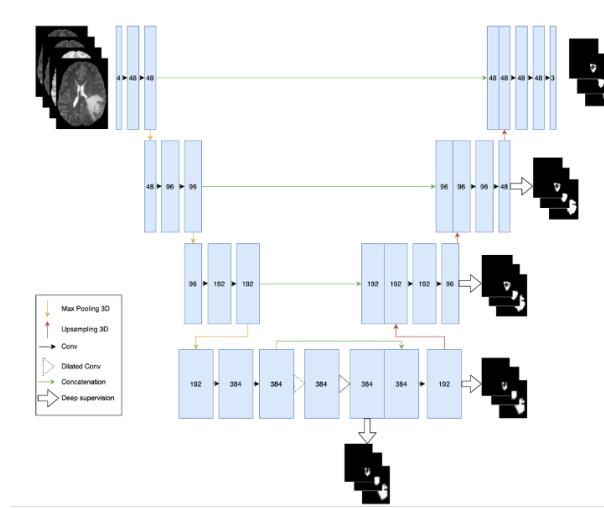 4 48 48
48 48 48 48 3
48 96 96
96 96 96 48
96 192 192
192 192 192 96
192 384 384 384 384 384 192
Max Pooling 3D
Upsampling 3D
Conv
Dilated Conv
Concatenation
Deep supervision